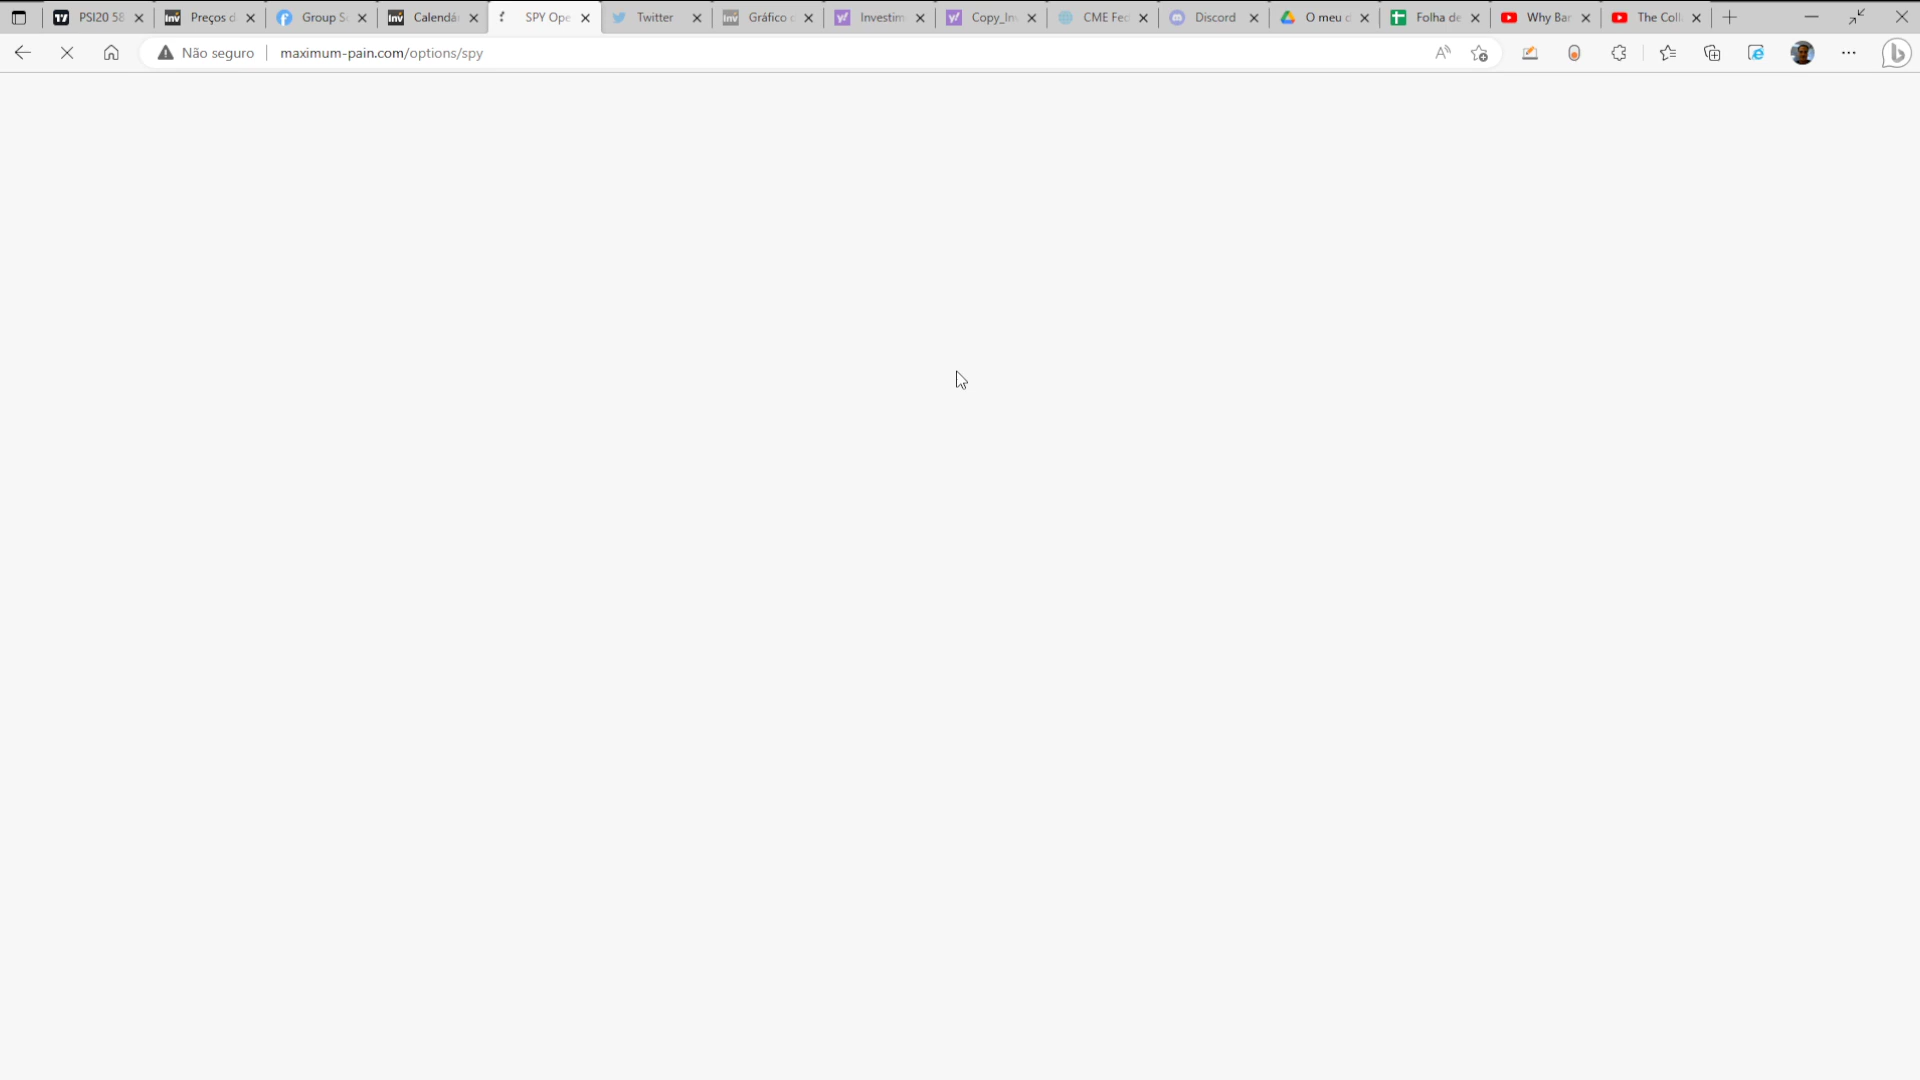 PSI20 58
Preços d
Group S
Calendá
SPY Ope
Twitter
Gráfico
Investim
Copy_In
CME Fed
Discord
O meu d
Folha de
Why Bar
The Coll
Não seguro
maximum-pain.com/options/spy